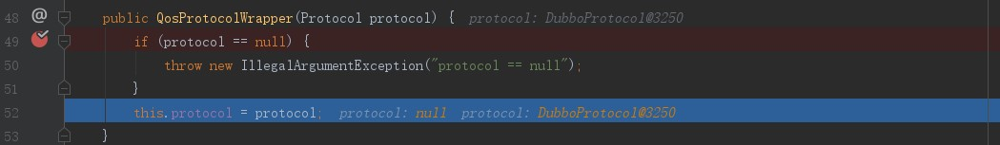 48 @ public QosProtocolWrapper(Protocol protocol) { protocol: DubboProtocol@3250
49 if (protocol == null) {
50 throw new IllegalArgumentException("protocol == null");
51 }
52 this.protocol = protocol; protocol: null protocol: DubboProtocol@3250
53 }